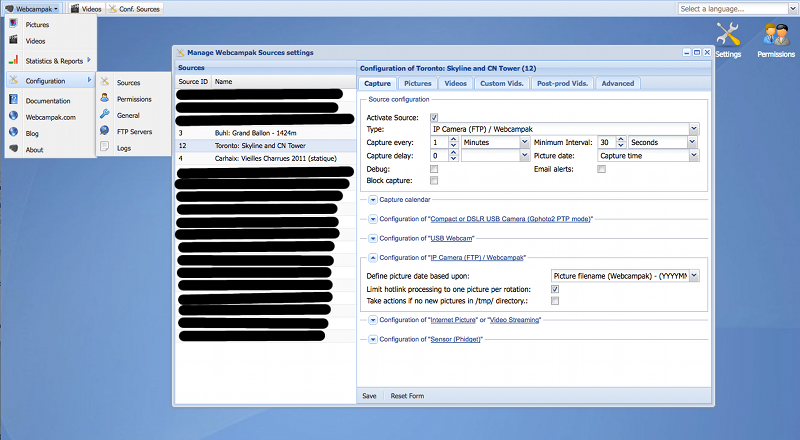 Webcampak Videos Conf. Sources Select a language...
Pictures
Videos
Statistics & Reports
Configuration
Documentation
Webcampak.com
Blog
About
Sources
Permissions
General
FTP Servers
Logs
Settings Permissions
Manage Webcampak Sources settings
Sources
Source ID Name
3 Buhl: Grand Ballon - 1424m
12 Toronto: Skyline and CN Tower
4 Carhaix: Vieilles Charrues 2011 (statique)
Configuration of Toronto: Skyline and CN Tower (12)
Capture Pictures Videos Custom Vids. Post-prod Vids. Advanced
Source configuration
Activate Source:
Type: IP Camera (FTP) / Webcampak
Capture every: 1 Minutes Minimum Interval: 30 Seconds
Capture delay: 0 Picture date: Capture time
Debug: Email alerts:
Block capture:
Capture calendar
Configuration of "Compact or DSLR USB Camera (Gphoto2 PTP mode)"
Configuration of "USB Webcam"
Configuration of "IP Camera (FTP) / Webcampak"
Define picture date based upon: Picture filename (Webcampak) - (YYYYMM
Limit hotlink processing to one picture per rotation:
Take actions if no new pictures in /tmp/ directory.:
Configuration of "Internet Picture" or "Video Streaming"
Configuration of "Sensor (Phidget)"
Save Reset Form